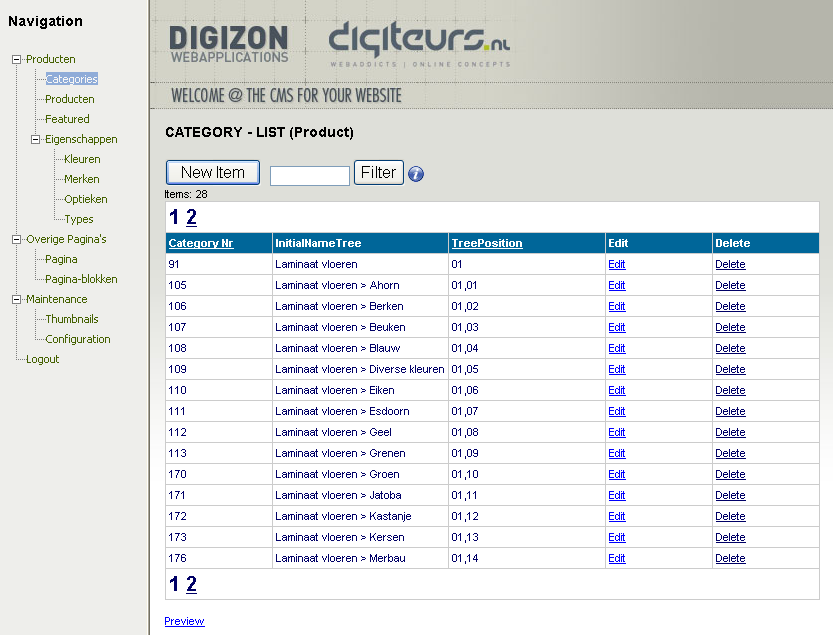 Navigation
Producten
Categories
Producten
Featured
Eigenschappen
Kleuren
Merken
Optieken
Types
Overige Pagina's
Pagina
Pagina-blokken
Maintenance
Thumbnails
Configuration
Logout
DIGIZON
WEBAPPLICATIONS
digiteurs.nl
WEBADDICTS | ONLINE CONCEPTS
WELCOME @ THE CMS FOR YOUR WEBSITE
CATEGORY - LIST (Product)
New Item Filter i
Items: 28
1 2
Category Nr InitialNameTree TreePosition Edit Delete
91 Laminaat vloeren 01 Edit Delete
105 Laminaat vloeren > Ahorn 01,01 Edit Delete
106 Laminaat vloeren > Berken 01,02 Edit Delete
107 Laminaat vloeren > Beuken 01,03 Edit Delete
108 Laminaat vloeren > Blauw 01,04 Edit Delete
109 Laminaat vloeren > Diverse kleuren 01,05 Edit Delete
110 Laminaat vloeren > Eiken 01,06 Edit Delete
111 Laminaat vloeren > Esdoorn 01,07 Edit Delete
112 Laminaat vloeren > Geel 01,08 Edit Delete
113 Laminaat vloeren > Grenen 01,09 Edit Delete
170 Laminaat vloeren > Groen 01,10 Edit Delete
171 Laminaat vloeren > Jatoba 01,11 Edit Delete
172 Laminaat vloeren > Kastanje 01,12 Edit Delete
173 Laminaat vloeren > Kersen 01,13 Edit Delete
176 Laminaat vloeren > Merbau 01,14 Edit Delete
1 2
Preview